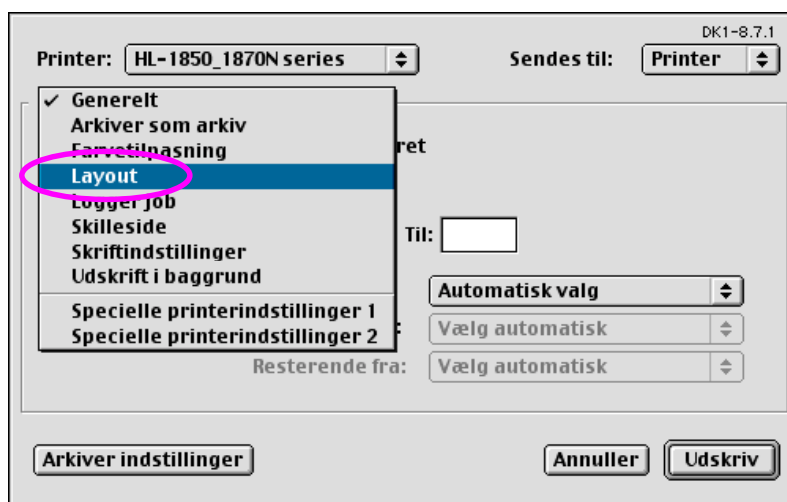 DK1-8.7.1
Printer: HL-1850_1870N series Sendes til: Printer
Generelt
Arkiver som arkiv
Farvetilpasning
ret
Layout
Logger job
Skilleside
Til:
Skriftindstillinger
Udskrift i baggrund
Automatisk valg
Specielle printerindstillinger 1
Specielle printerindstillinger 2 : Vælg automatisk
Resterende fra: Vælg automatisk
Arkiver indstillinger Annuller Udskriv